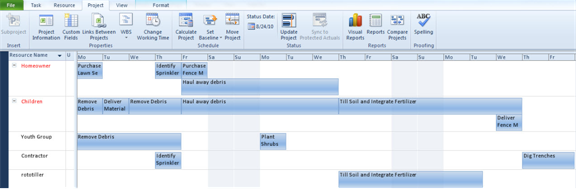 File Task Resource Project View Format
Subproject
Project Information
Custom Fields
Links Between Projects
WBS
Change Working Time
Calculate Project
Set Baseline
Move Project
Status Date:
8/24/10
Update Project
Sync to Protected Actuals
Visual Reports
Reports
Compare Projects
ABC
Spelling
Insert Properties Schedule Status Reports Proofing
Resource Name Mo Tu We Th Fr Sa Su Mo Tu We Th Fr Sa Su Mo Tu We Th Fr
Homeowner Purchase Identify Purchase
Lawn Se Sprinkler Fence M
Haul away debris
Children Remove Deliver Remove Debris Haul away debris Till Soil and Integrate Fertilizer
Debris Material
Deliver
Fence M
Youth Group Remove Debris Plant
Shrubs
Contractor Identify Dig Trenches
Sprinkler
rototiller Till Soil and Integrate Fertilizer